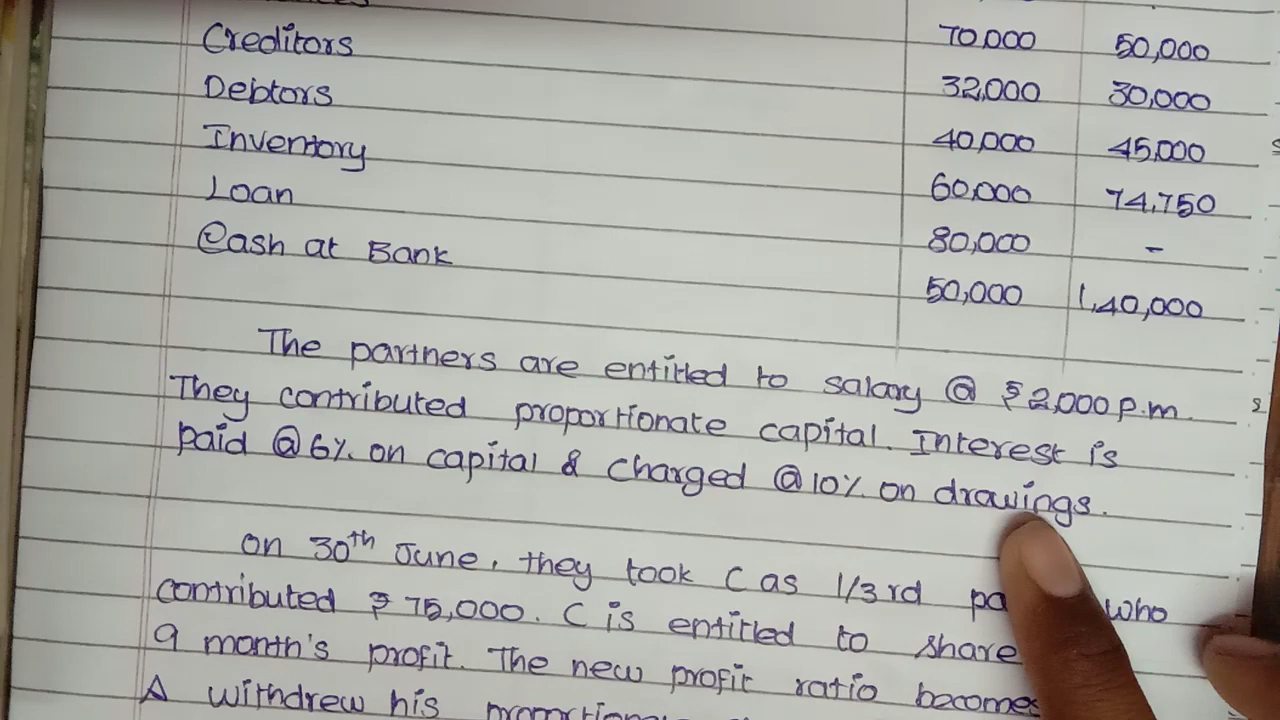 Creditors 70,000 50,000
Debtors 32,000 30,000
Inventory 40,000 45,000
Loan 60,000 74,750
Cash at Bank 80,000 -
50,000 1,40,000
The partners are entitled to salary @ ₹2,000 p.m.
They contributed proportionate capital. Interest is
paid @ 6% on capital & charged @ 10% on drawings.
On 30th June, they took C as 1/3rd who
contributed ₹ 75,000. C is entitled to share
9 month's profit. The new profit ratio becomes
A withdrew his